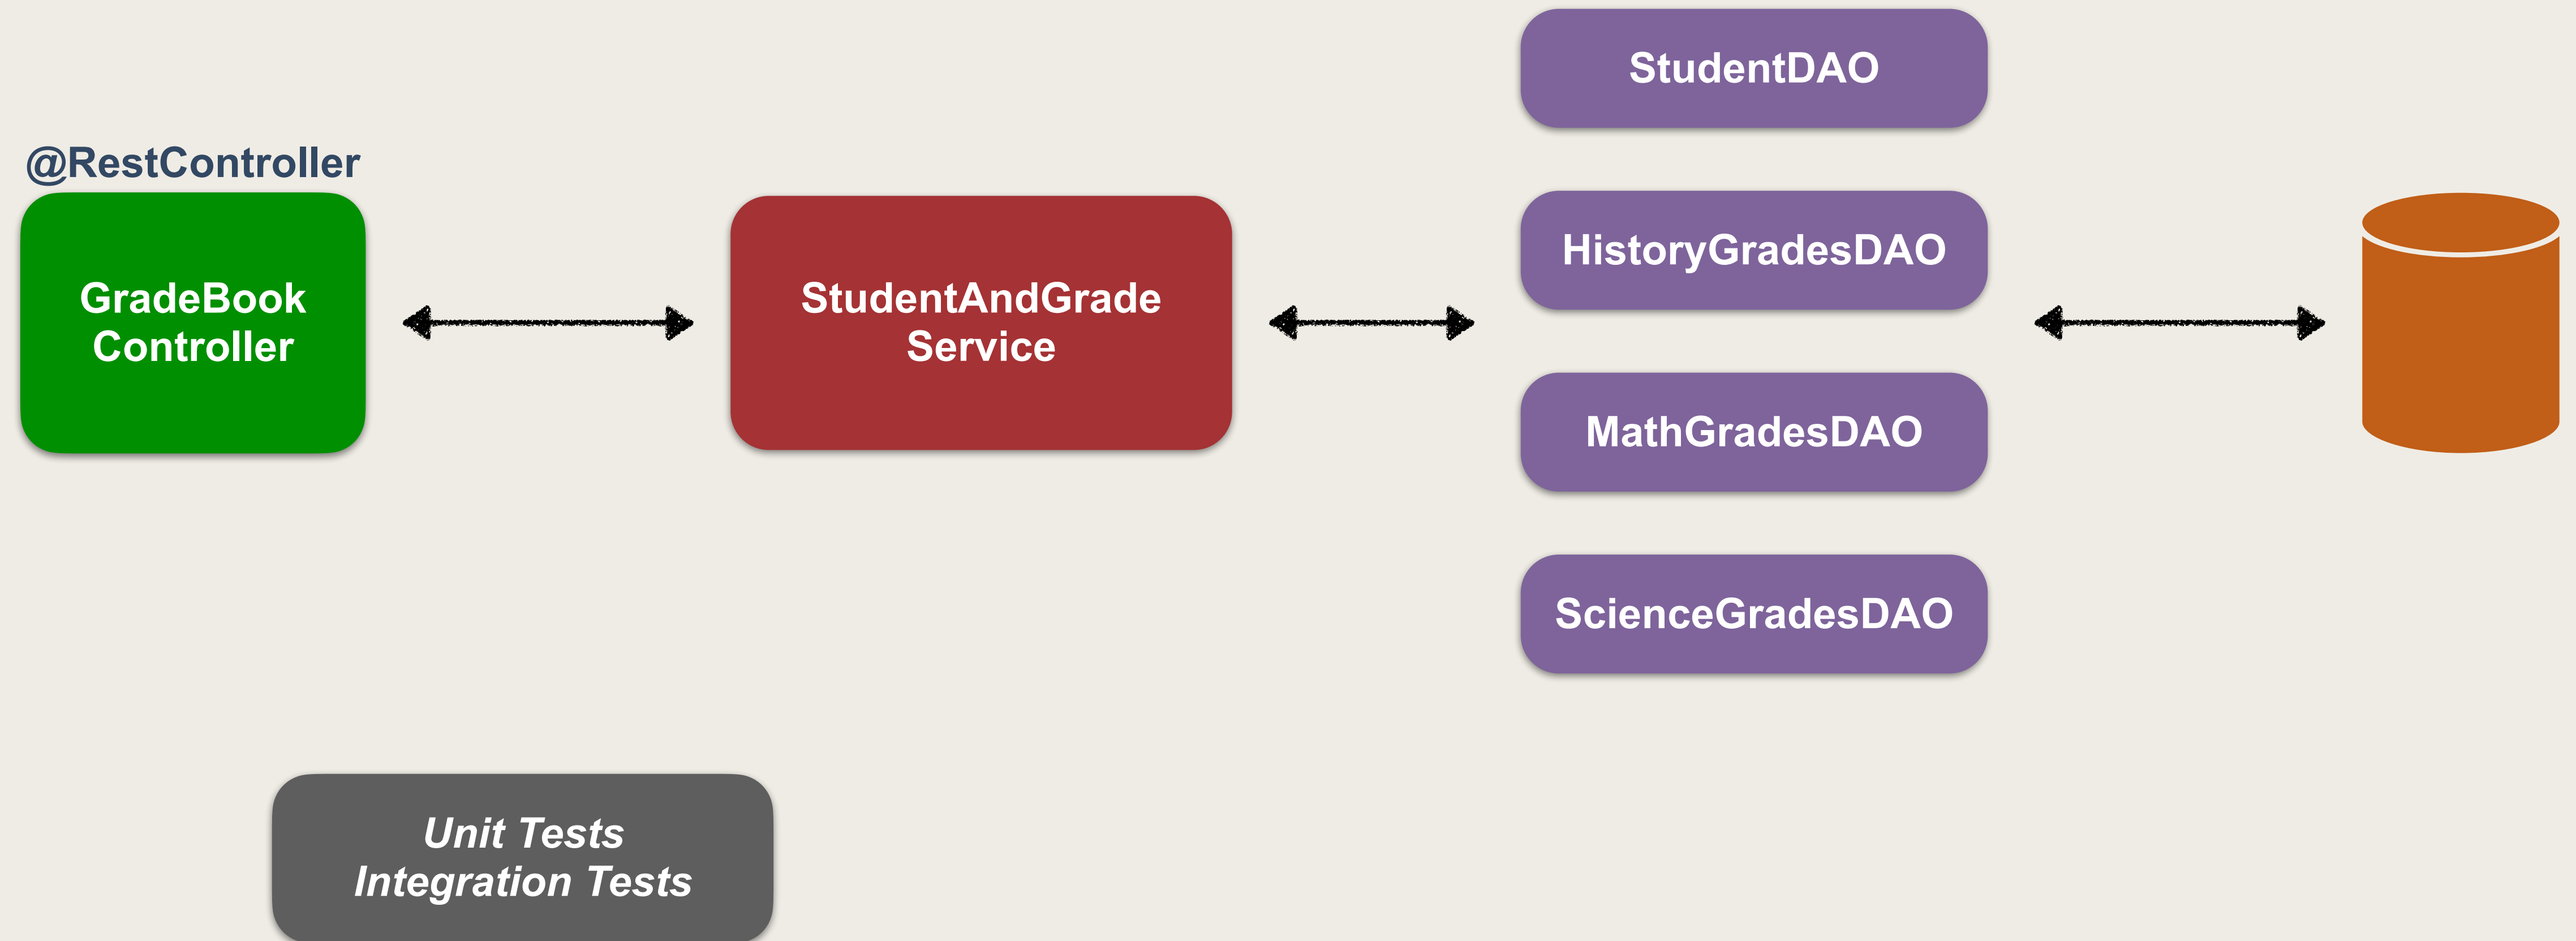 @RestController
GradeBook
Controller
StudentAndGrade
Service
StudentDAO
HistoryGradesDAO
MathGradesDAO
ScienceGradesDAO
Unit Tests
Integration Tests